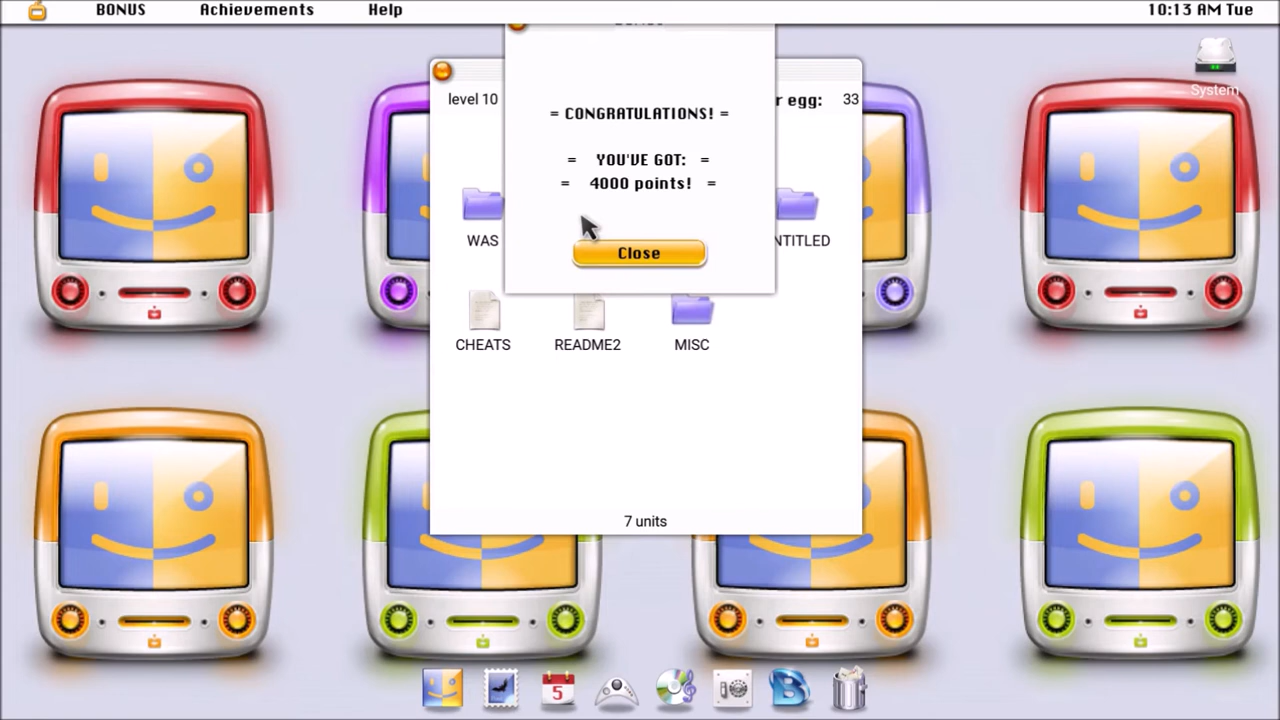 BONUS Achievements Help 10:13 AM Tue
System
level 10
r egg: 33
= CONGRATULATIONS! =
= YOU'VE GOT: =
= 4000 points! =
Close
WAS
NTITLED
CHEATS README2 MISC
7 units
5
B